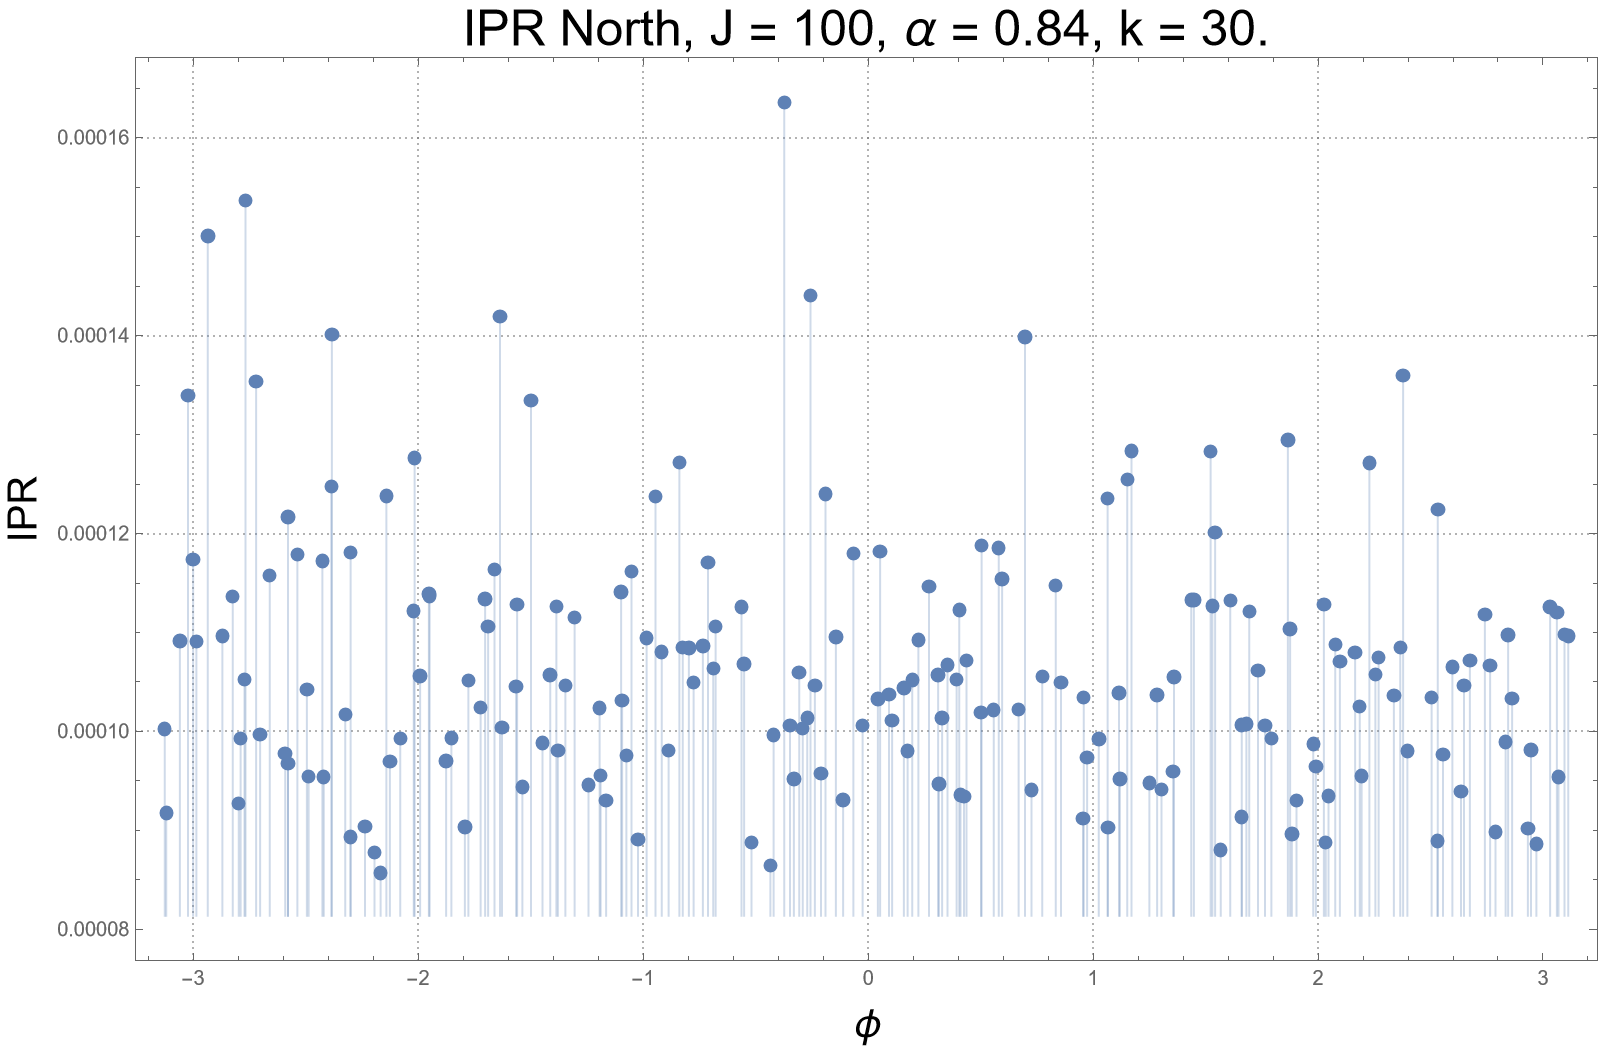 IPR North, J = 100, α = 0.84, k = 30.
IPR
0.00016
0.00014
0.00012
0.00010
0.00008
−3 −2 −1 0 1 2 3
ϕ